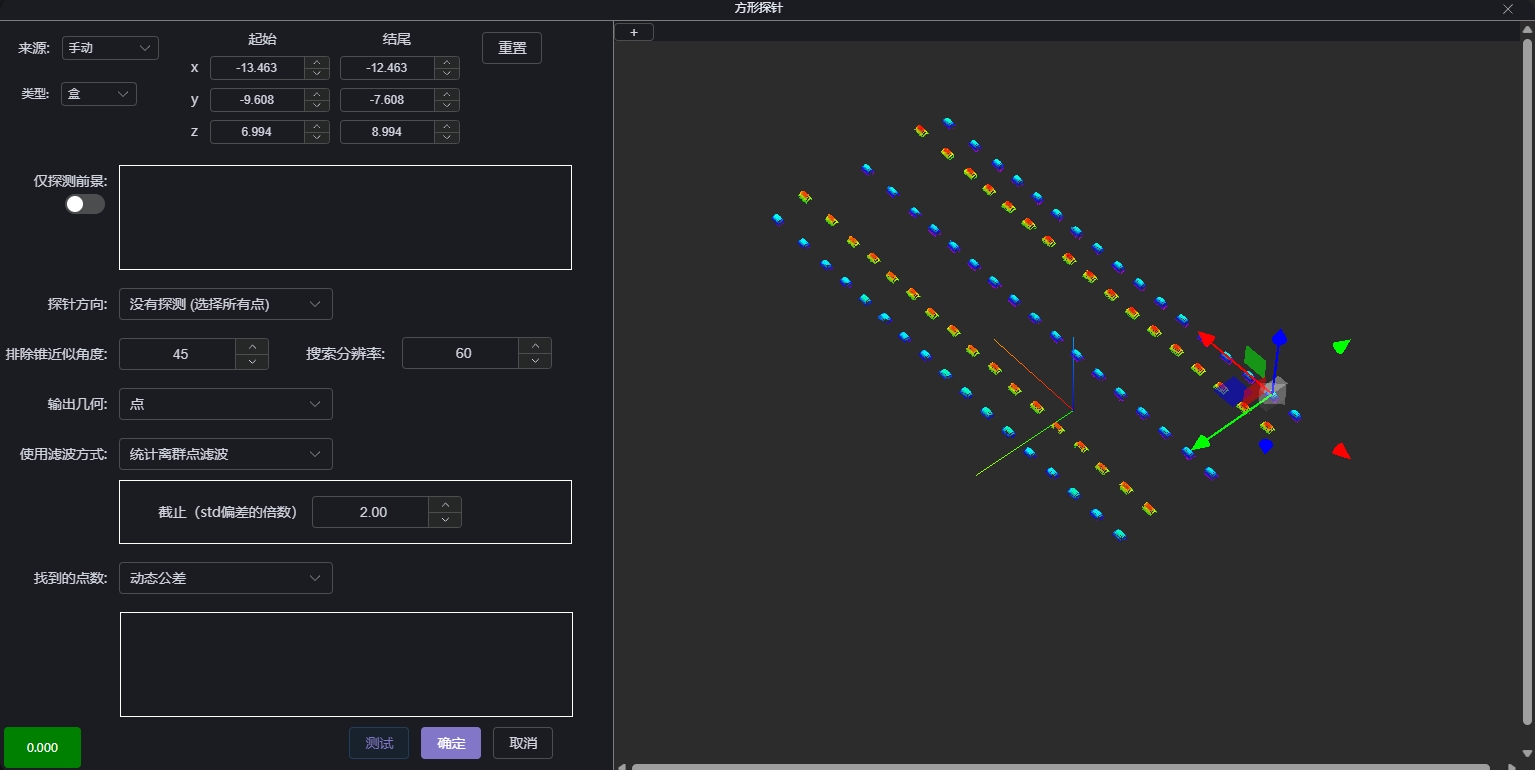 方形探针
来源: 手动
起始 结尾
重置
x -13.463 -12.463
类型: 盒
y -9.608 -7.608
z 6.994 8.994
+
仅探测前景:
探针方向: 没有探测 (选择所有点)
排除锥近似角度: 45 搜索分辨率: 60
输出几何: 点
使用滤波方式: 统计离群点滤波
截止（std偏差的倍数） 2.00
找到的点数: 动态公差
0.000
测试 确定 取消